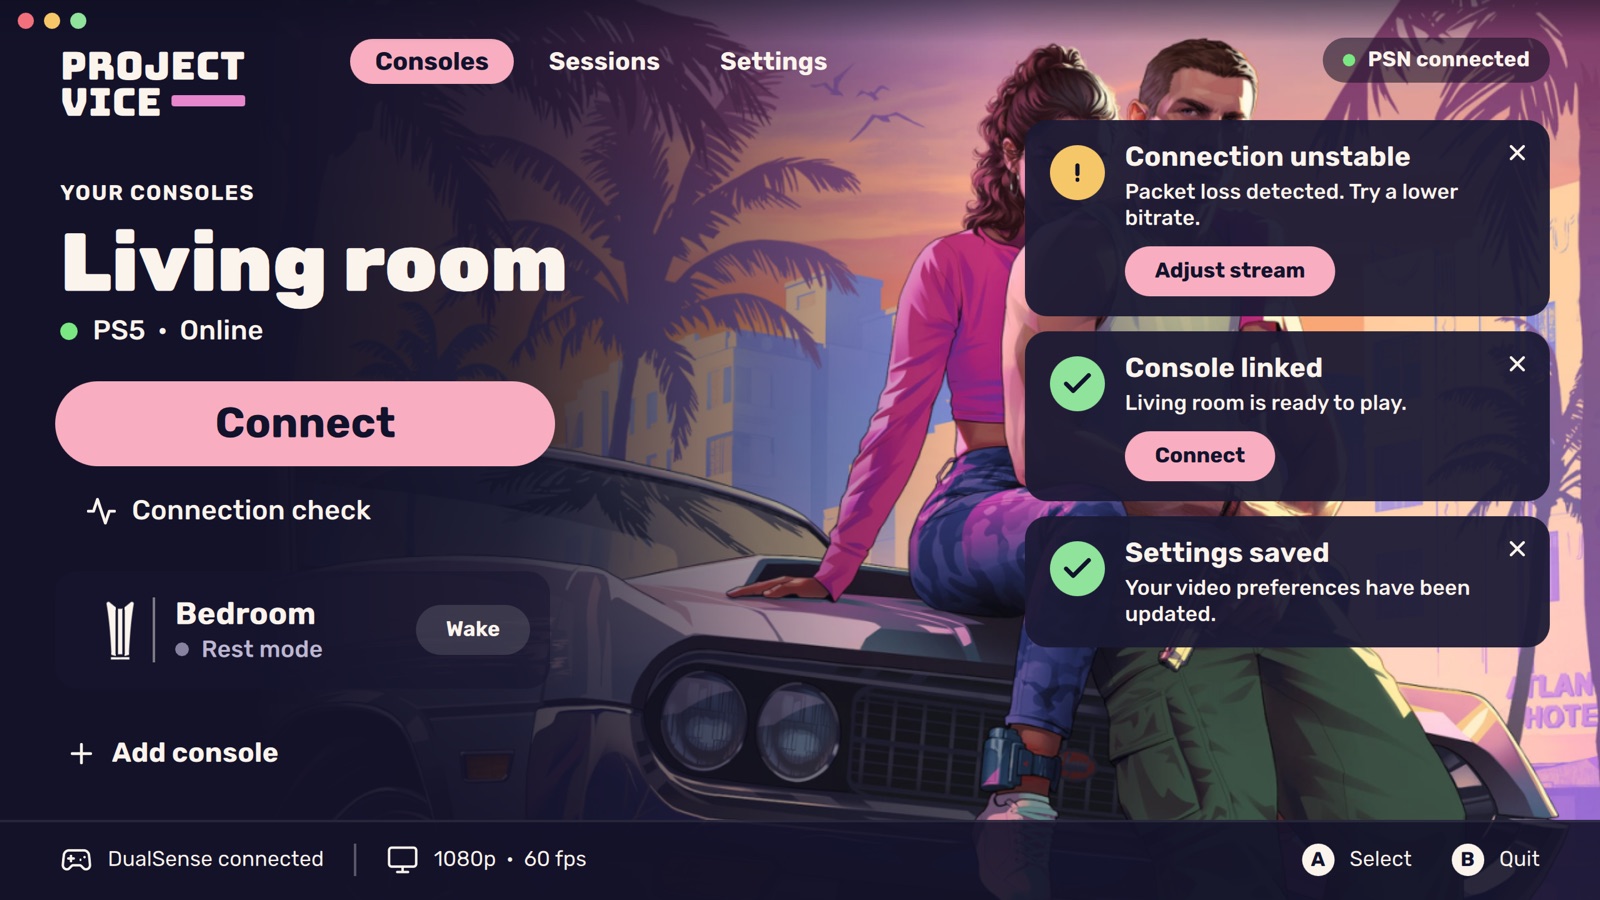 PROJECT
VICE
Consoles
Sessions
Settings
PSN connected
YOUR CONSOLES
Living room
PS5 • Online
Connect
Connection check
Bedroom
Rest mode
Wake
+ Add console
Connection unstable
Packet loss detected. Try a lower
bitrate.
Adjust stream
Console linked
Living room is ready to play.
Connect
Settings saved
Your video preferences have been
updated.
ATLAN
HOTE
DualSense connected
1080p • 60 fps
A Select
B Quit